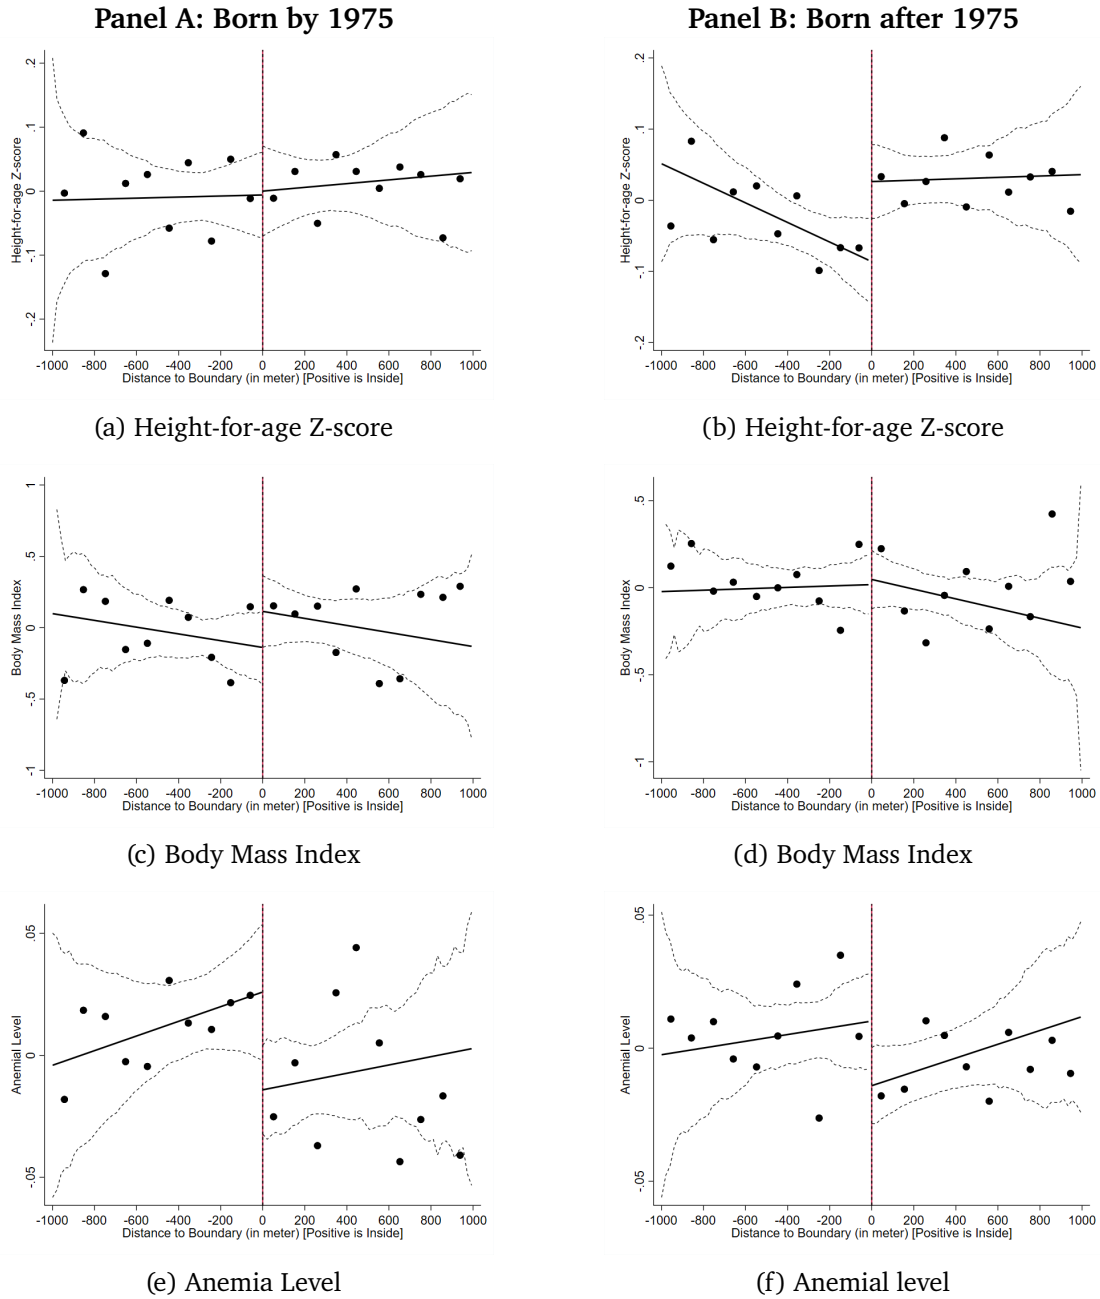 Panel A: Born by 1975
Panel B: Born after 1975
Height-for-age Z-score
.2
.1
0
-.1
-.2
-1000 -800 -600 -400 -200 0 200 400 600 800 1000
Distance to Boundary (in meter) [Positive is Inside]
(a) Height-for-age Z-score
Height-for-age Z-score
.2
.1
0
-.1
-.2
-1000 -800 -600 -400 -200 0 200 400 600 800 1000
Distance to Boundary (in meter) [Positive is Inside]
(b) Height-for-age Z-score
Body Mass Index
1
.5
0
-.5
-1
-1000 -800 -600 -400 -200 0 200 400 600 800 1000
Distance to Boundary (in meter) [Positive is Inside]
(c) Body Mass Index
Body Mass Index
.5
0
-.5
-1
-1000 -800 -600 -400 -200 0 200 400 600 800 1000
Distance to Boundary (in meter) [Positive is Inside]
(d) Body Mass Index
Anemial Level
.05
0
-.05
-1000 -800 -600 -400 -200 0 200 400 600 800 1000
Distance to Boundary (in meter) [Positive is Inside]
(e) Anemia Level
Anemial Level
.05
0
-.05
-1000 -800 -600 -400 -200 0 200 400 600 800 1000
Distance to Boundary (in meter) [Positive is Inside]
(f) Anemial level